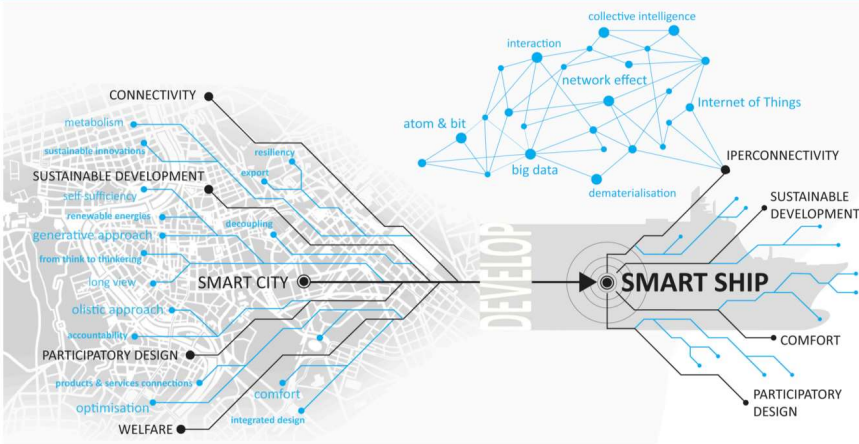 collective intelligence
interaction
network effect
CONNECTIVITY
Internet of Things
metabolism
atom & bit
sustainable innovations
resiliency
IPERCONNECTIVITY
export
big data
SUSTAINABLE DEVELOPMENT
dematerialisation
self-sufficiency
SUSTAINABLE
DEVELOPMENT
renewable energies
decoupling
generative approach
from think to thinkering
long view
SMART CITY
DEVELOP
SMART SHIP
olistic approach
accountability
COMFORT
PARTICIPATORY DESIGN
products & services connections
comfort
PARTICIPATORY
DESIGN
optimisation
integrated design
WELFARE